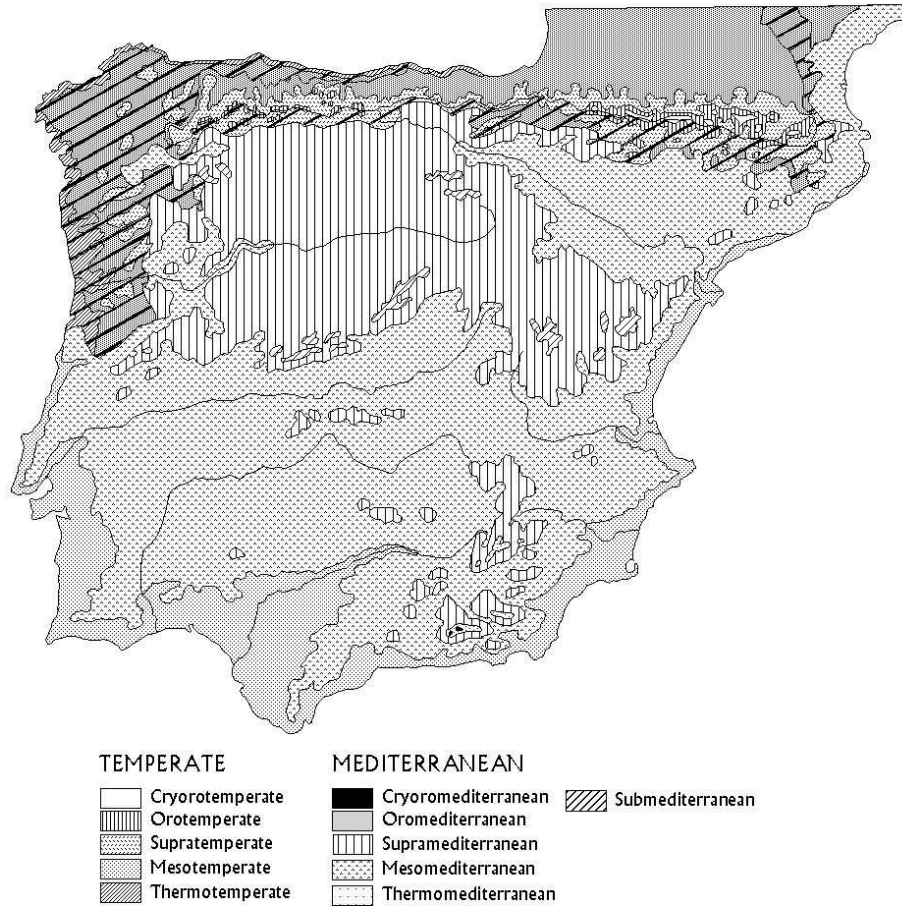 TEMPERATE
Cryorotemperate
Orotemperate
Supratemperate
Mesotemperate
Thermotemperate
MEDITERRANEAN
Cryoromediterranean
Oromediterranean
Supramediterranean
Mesomediterranean
Thermomediterranean
Submediterranean